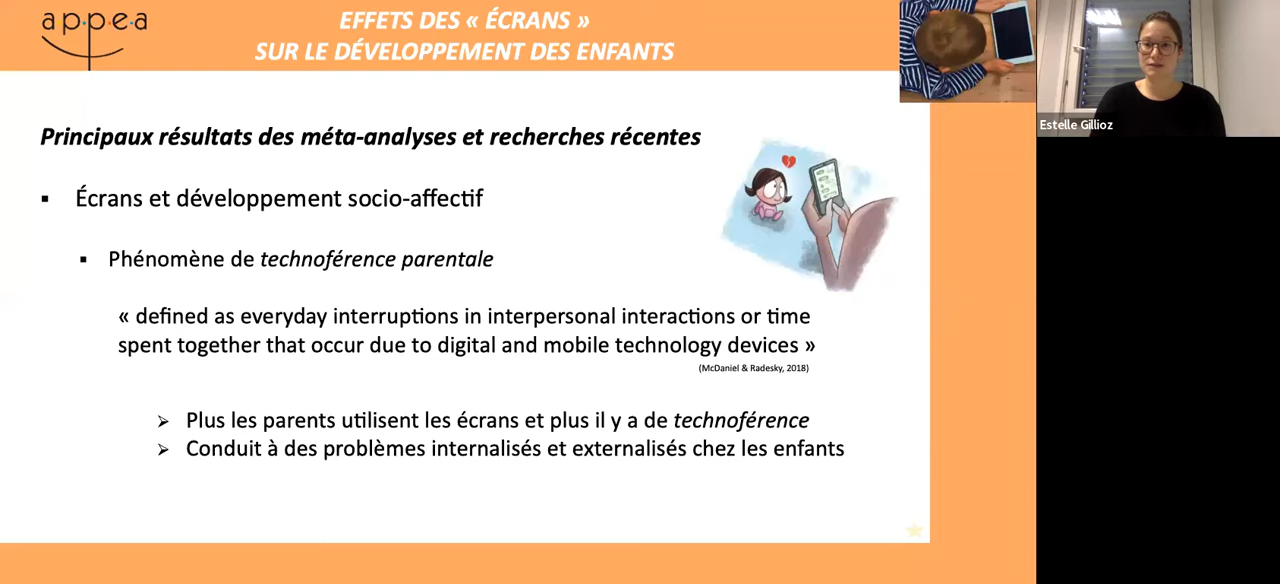 appea
EFFETS DES « ÉCRANS »
SUR LE DÉVELOPPEMENT DES ENFANTS
Estelle Gillioz
Principaux résultats des méta-analyses et recherches récentes
▪ Écrans et développement socio-affectif
▪ Phénomène de technoférence parentale
« defined as everyday interruptions in interpersonal interactions or time
spent together that occur due to digital and mobile technology devices »
(McDaniel & Radesky, 2018)
➢ Plus les parents utilisent les écrans et plus il y a de technoférence
➢ Conduit à des problèmes internalisés et externalisés chez les enfants